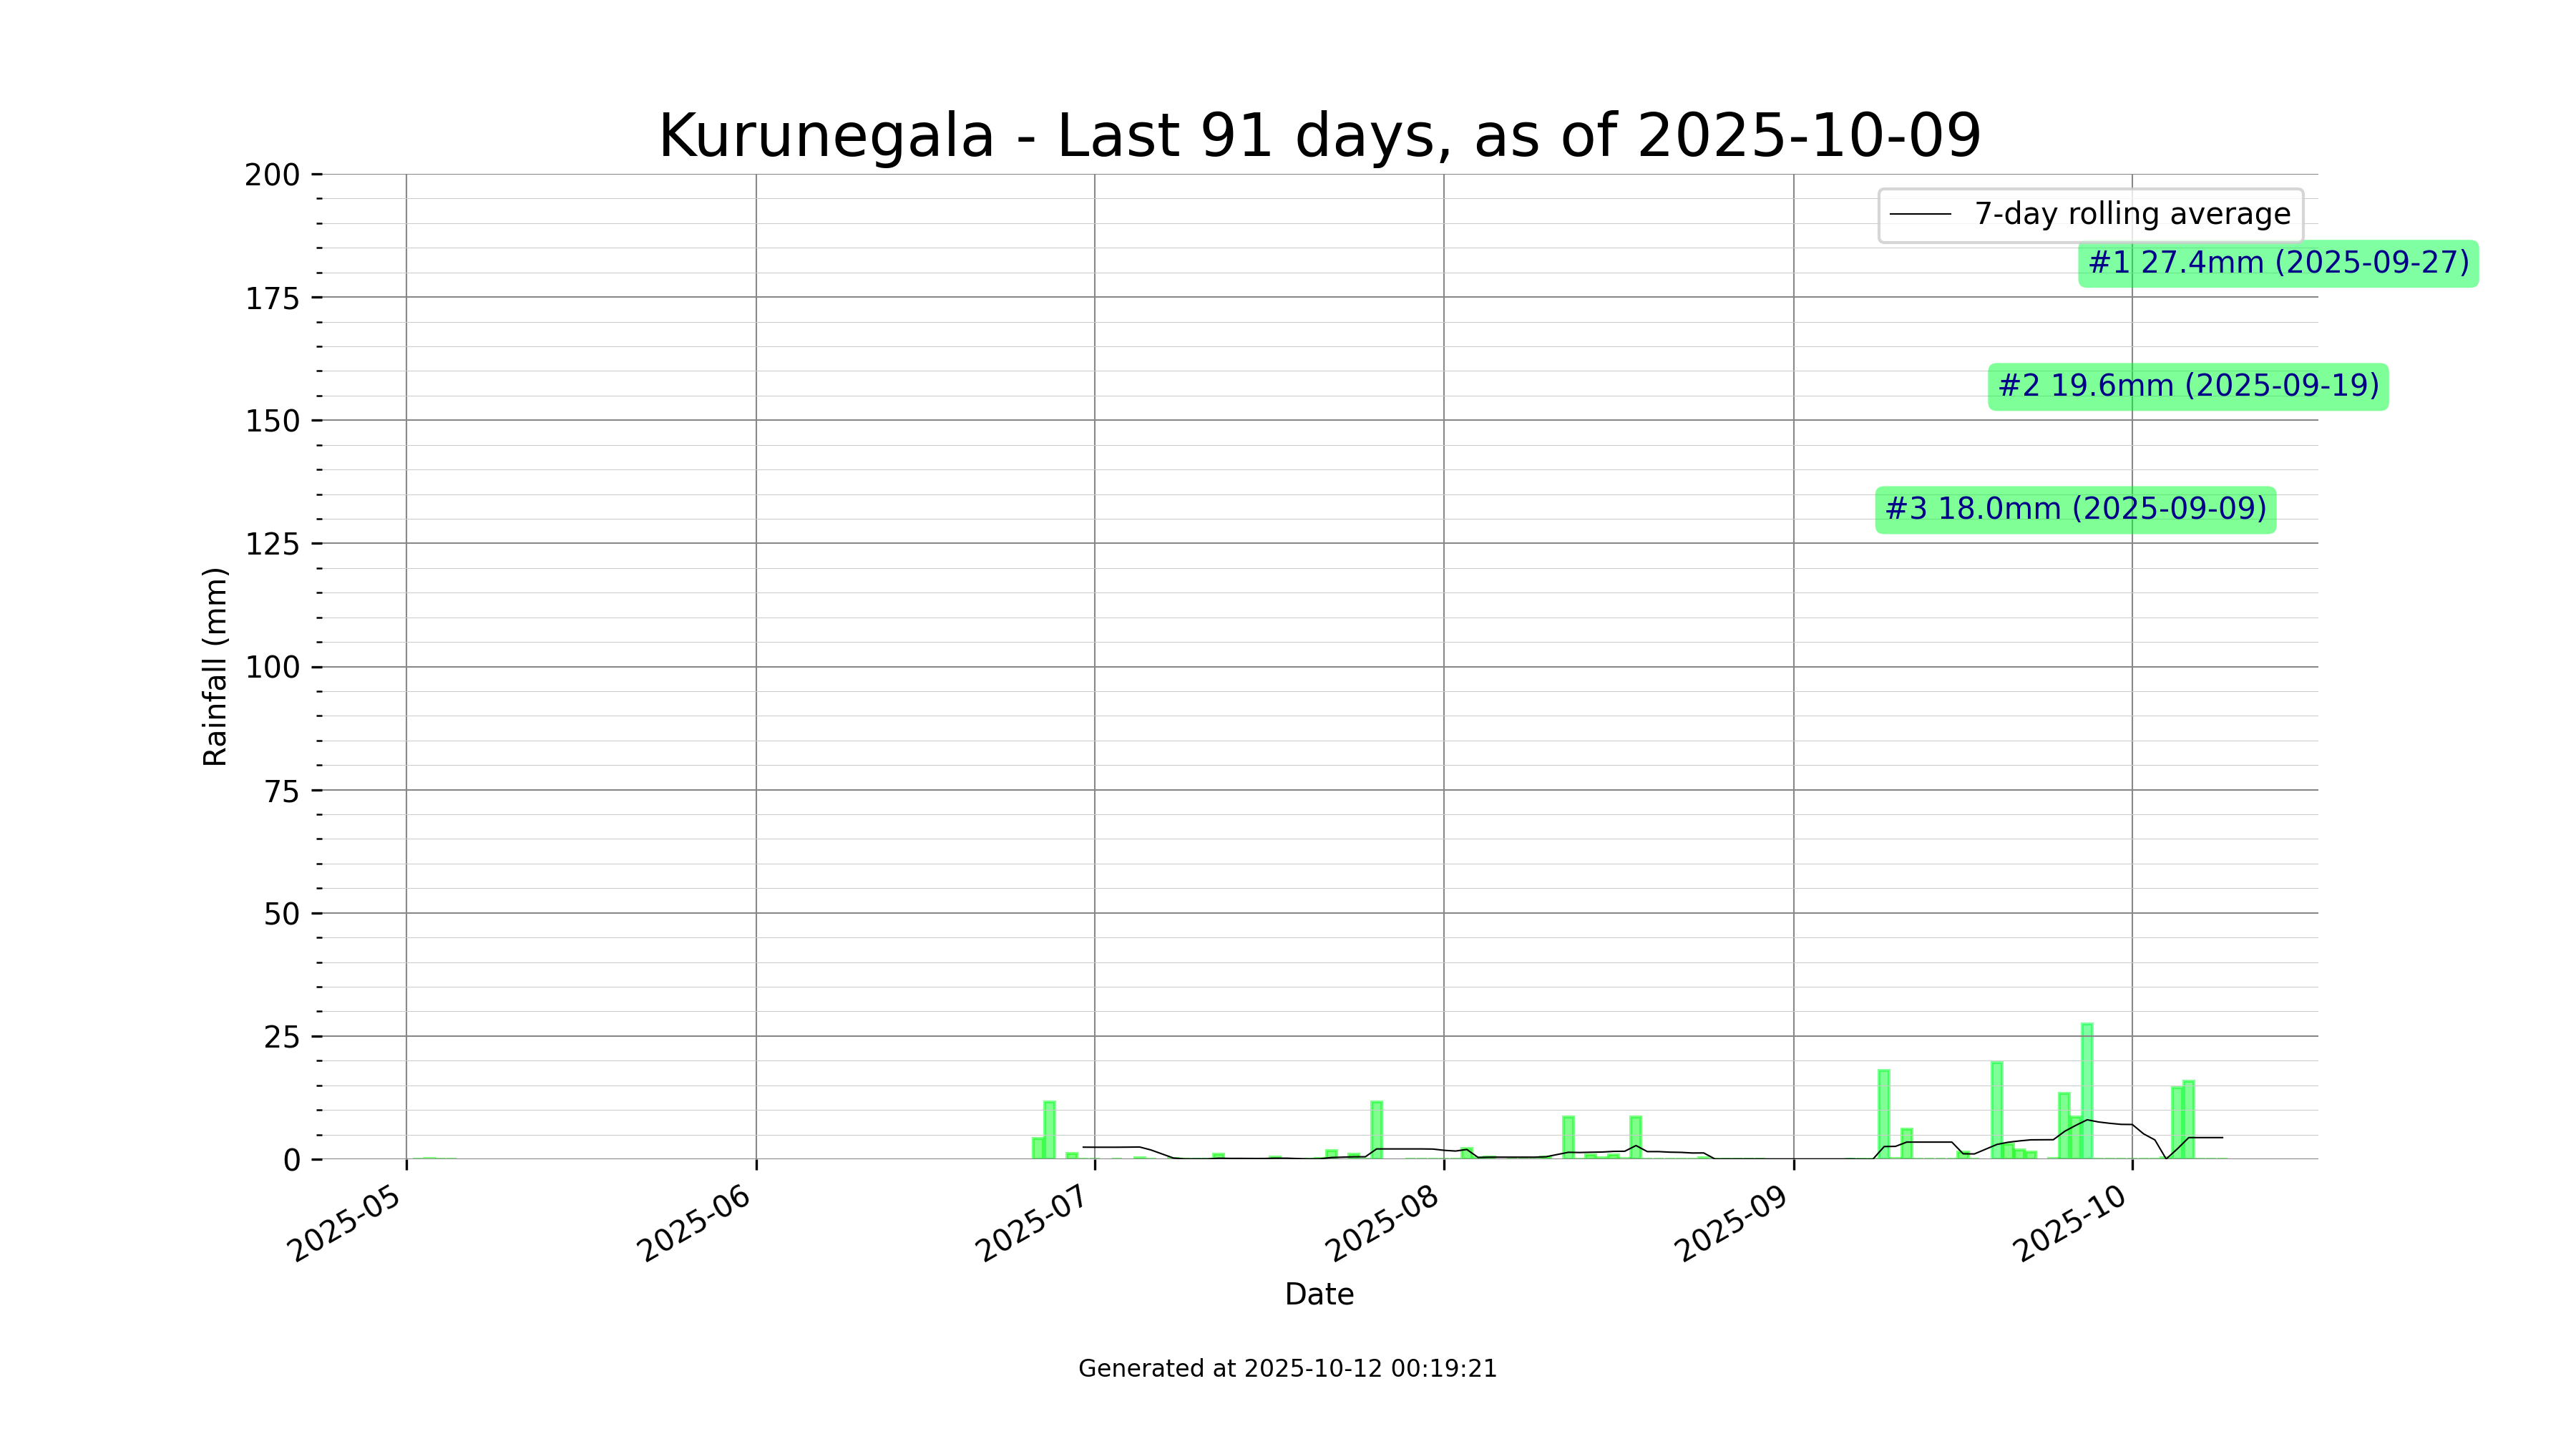 Kurunegala - Last 91 days, as of 2025-10-09
200
175
150
125
100
75
50
25
0
Rainfall (mm)
7-day rolling average
#1 27.4mm (2025-09-27)
#2 19.6mm (2025-09-19)
#3 18.0mm (2025-09-09)
2025-05
2025-06
2025-07
2025-08
2025-09
2025-10
Date
Generated at 2025-10-12 00:19:21